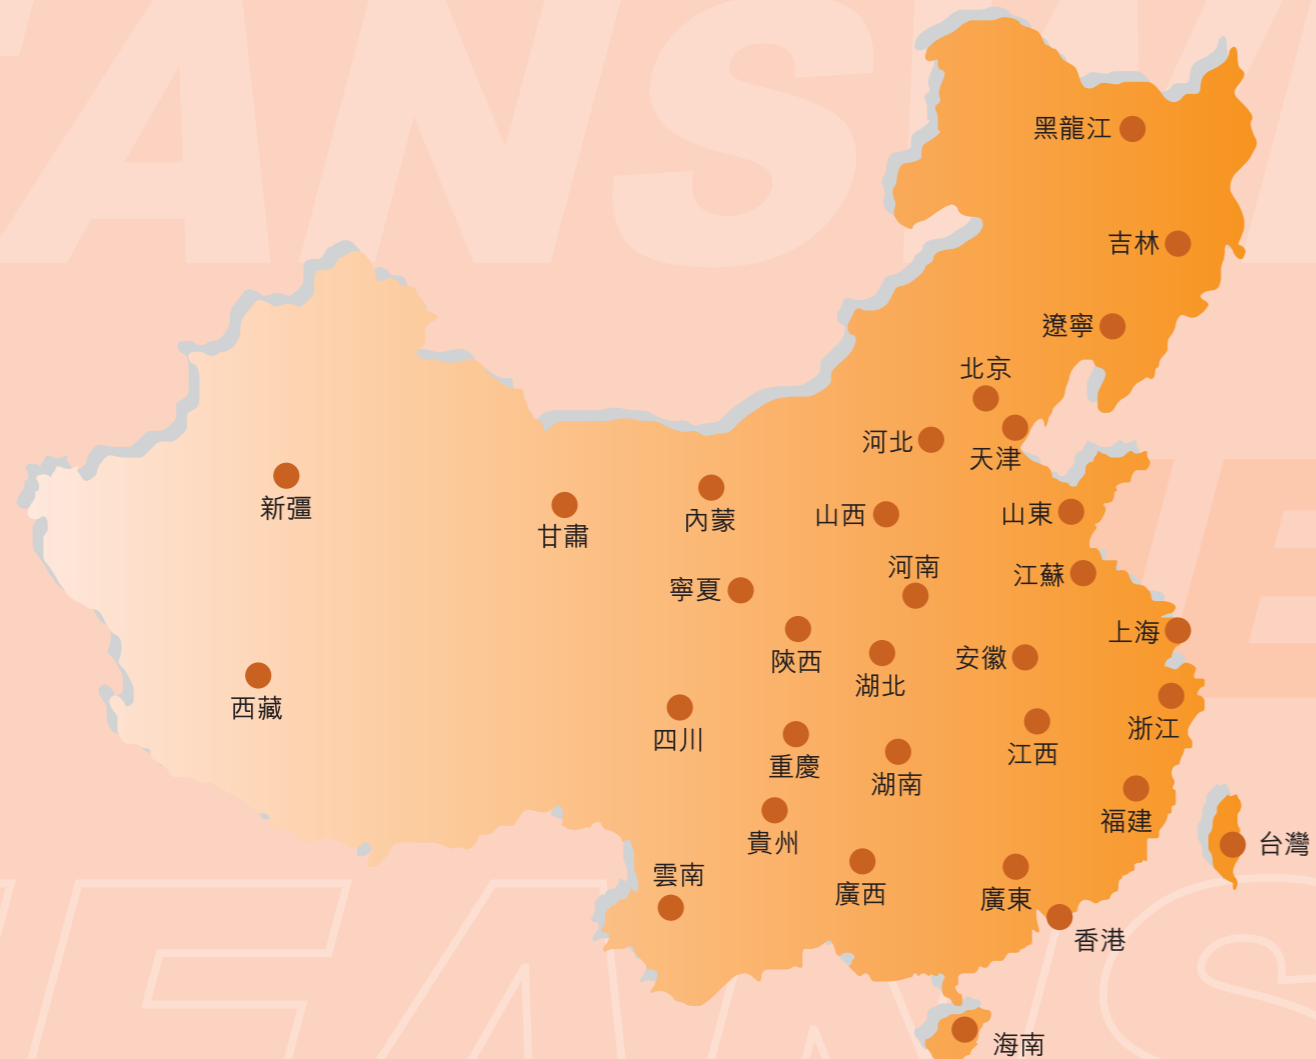 黑龍江
吉林
遼寧
北京
河北
天津
新彊
甘肅
內蒙
山西
山東
河南
江蘇
寧夏
上海
陝西
安徽
湖北
西藏
四川
浙江
重慶
江西
湖南
福建
貴州
台灣
雲南
廣西
廣東
香港
海南